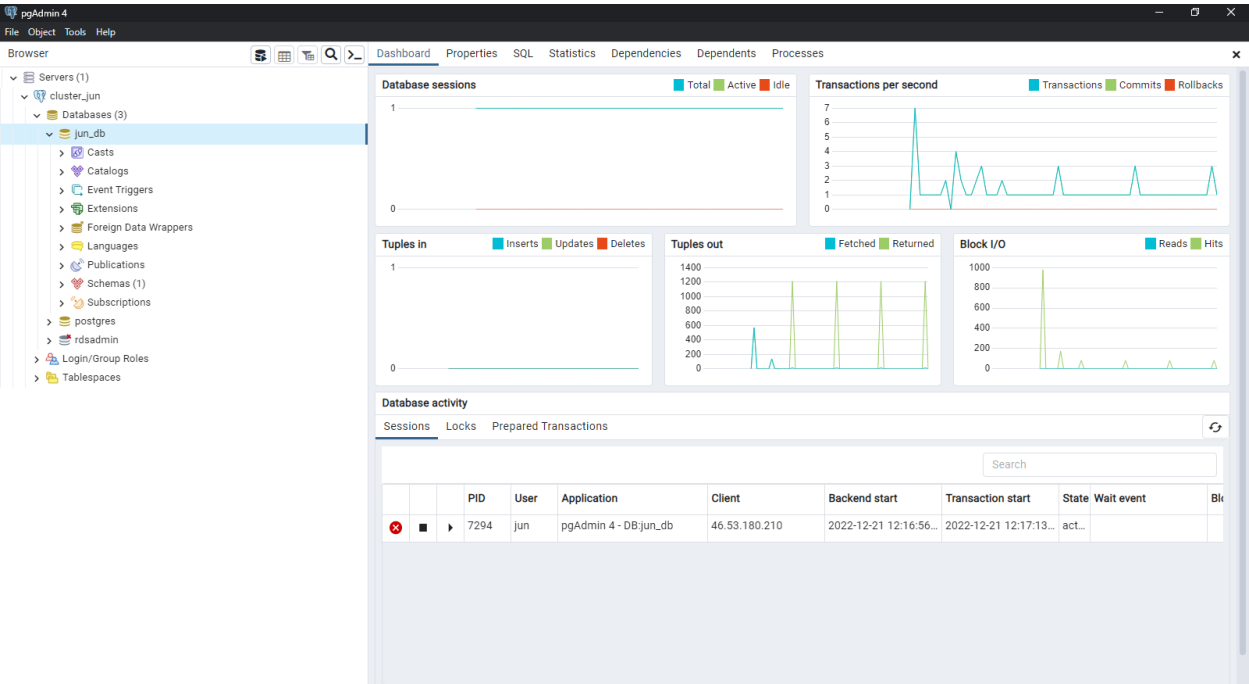 pgAdmin 4
File Object Tools Help
Browser
Dashboard Properties SQL Statistics Dependencies Dependents Processes
Servers (1)
cluster_jun
Databases (3)
jun_db
Casts
Catalogs
Event Triggers
Extensions
Foreign Data Wrappers
Languages
Publications
Schemas (1)
Subscriptions
postgres
rdsadmin
Login/Group Roles
Tablespaces
Database sessions Total Active Idle
1
0
Transactions per second Transactions Commits Rollbacks
7
6
5
4
3
2
1
0
Tuples in Inserts Updates Deletes
1
0
Tuples out Fetched Returned
1400
1200
1000
800
600
400
200
0
Block I/O Reads Hits
1000
800
600
400
200
0
Database activity
Sessions Locks Prepared Transactions
Search
PID User Application Client Backend start Transaction start State Wait event Blo
7294 jun pgAdmin 4 - DB:jun_db 46.53.180.210 2022-12-21 12:16:56... 2022-12-21 12:17:13... act...